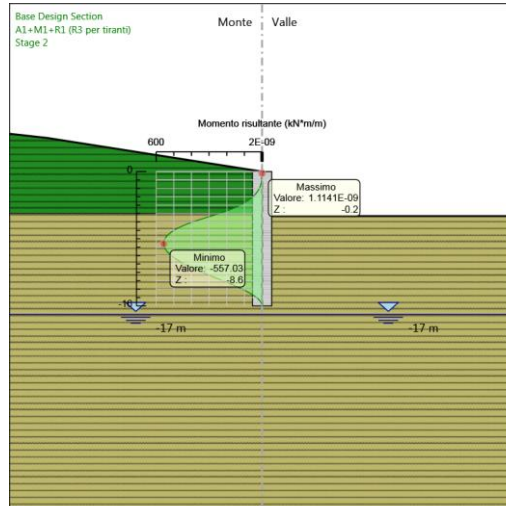 Base Design Section
A1+M1+R1 (R3 per tiranti)
Stage 2
Monte Valle
Momento risultante (kN*m/m)
600 2E-09
0
Massimo
Valore: 1.1141E-09
Z : -0.2
Minimo
Valore: -557.03
Z : -8.6
-17 m -17 m